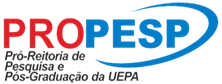 PROPESP
Pró-Reitoria de
Pesquisa e
Pós-Graduação da UEPA